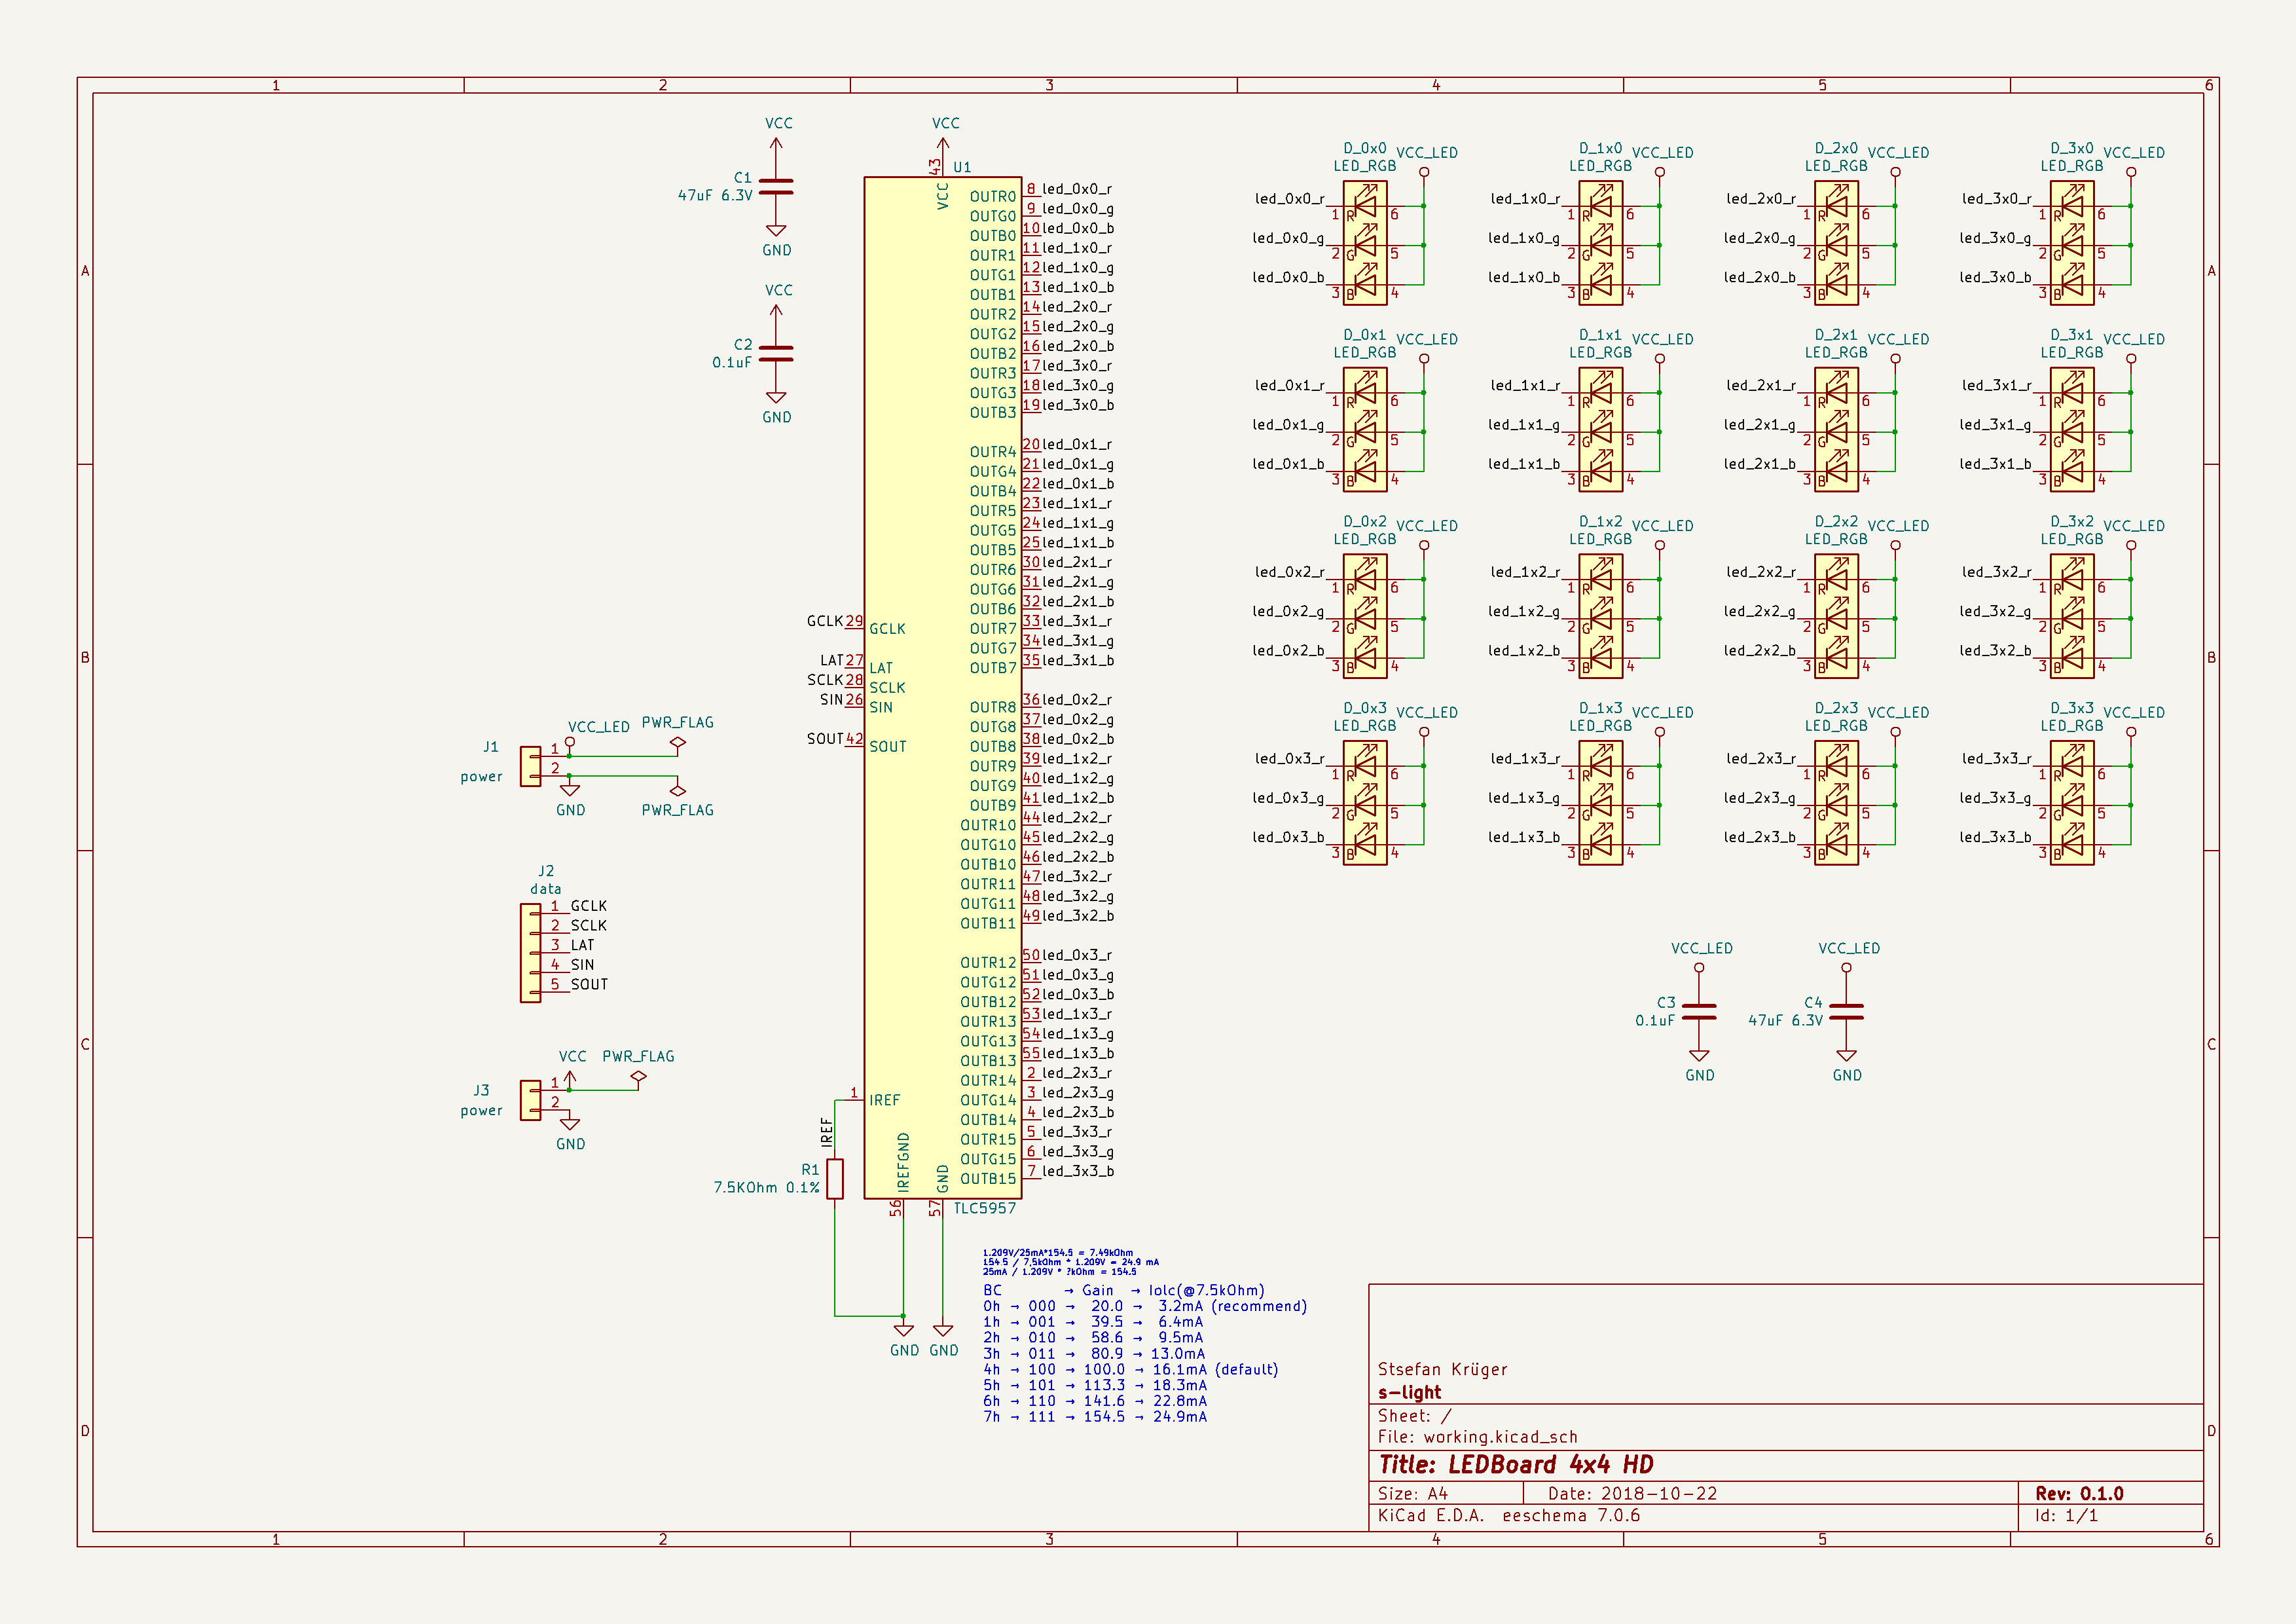 1 2 3 4 5 6
A
B
C
D
VCC
C1
47uF 6.3V
GND
VCC
C2
0.1uF
GND
VCC
43
U1
VCC
OUTR0 8 led_0x0_r
OUTG0 9 led_0x0_g
OUTB0 10 led_0x0_b
OUTR1 11 led_1x0_r
OUTG1 12 led_1x0_g
OUTB1 13 led_1x0_b
OUTR2 14 led_2x0_r
OUTG2 15 led_2x0_g
OUTB2 16 led_2x0_b
OUTR3 17 led_3x0_r
OUTG3 18 led_3x0_g
OUTB3 19 led_3x0_b
OUTR4 20 led_0x1_r
OUTG4 21 led_0x1_g
OUTB4 22 led_0x1_b
OUTR5 23 led_1x1_r
OUTG5 24 led_1x1_g
OUTB5 25 led_1x1_b
OUTR6 30 led_2x1_r
OUTG6 31 led_2x1_g
OUTB6 32 led_2x1_b
OUTR7 33 led_3x1_r
OUTG7 34 led_3x1_g
OUTB7 35 led_3x1_b
OUTR8 36 led_0x2_r
OUTG8 37 led_0x2_g
OUTB8 38 led_0x2_b
OUTR9 39 led_1x2_r
OUTG9 40 led_1x2_g
OUTB9 41 led_1x2_b
OUTR10 44 led_2x2_r
OUTG10 45 led_2x2_g
OUTB10 46 led_2x2_b
OUTR11 47 led_3x2_r
OUTG11 48 led_3x2_g
OUTB11 49 led_3x2_b
OUTR12 50 led_0x3_r
OUTG12 51 led_0x3_g
OUTB12 52 led_0x3_b
OUTR13 53 led_1x3_r
OUTG13 54 led_1x3_g
OUTB13 55 led_1x3_b
OUTR14 2 led_2x3_r
OUTG14 3 led_2x3_g
OUTB14 4 led_2x3_b
OUTR15 5 led_3x3_r
OUTG15 6 led_3x3_g
OUTB15 7 led_3x3_b
GCLK 29 GCLK
LAT 27 LAT
SCLK 28 SCLK
SIN 26 SIN
SOUT 42 SOUT
1 IREF
IREF
R1
7.5KOhm 0.1%
IREFGND
GND
56
57
TLC5957
GND GND
J1
power
1
2
VCC_LED
PWR_FLAG
GND
PWR_FLAG
J2
data
1 GCLK
2 SCLK
3 LAT
4 SIN
5 SOUT
J3
power
1
2
VCC
PWR_FLAG
GND
1.209V/25mA*154.5 = 7.49kOhm
154.5 / 7.5kOhm * 1.209V = 24.9 mA
25mA / 1.209V * ?kOhm = 154.5
BC → Gain → Iolc(@7.5kOhm)
0h → 000 → 20.0 → 3.2mA (recommend)
1h → 001 → 39.5 → 6.4mA
2h → 010 → 58.6 → 9.5mA
3h → 011 → 80.9 → 13.0mA
4h → 100 → 100.0 → 16.1mA (default)
5h → 101 → 113.3 → 18.3mA
6h → 110 → 141.6 → 22.8mA
7h → 111 → 154.5 → 24.9mA
D_0x0
LED_RGB VCC_LED
led_0x0_r 1 R 6
led_0x0_g 2 G 5
led_0x0_b 3 B 4
D_1x0
LED_RGB VCC_LED
led_1x0_r 1 R 6
led_1x0_g 2 G 5
led_1x0_b 3 B 4
D_2x0
LED_RGB VCC_LED
led_2x0_r 1 R 6
led_2x0_g 2 G 5
led_2x0_b 3 B 4
D_3x0
LED_RGB VCC_LED
led_3x0_r 1 R 6
led_3x0_g 2 G 5
led_3x0_b 3 B 4
D_0x1
LED_RGB VCC_LED
led_0x1_r 1 R 6
led_0x1_g 2 G 5
led_0x1_b 3 B 4
D_1x1
LED_RGB VCC_LED
led_1x1_r 1 R 6
led_1x1_g 2 G 5
led_1x1_b 3 B 4
D_2x1
LED_RGB VCC_LED
led_2x1_r 1 R 6
led_2x1_g 2 G 5
led_2x1_b 3 B 4
D_3x1
LED_RGB VCC_LED
led_3x1_r 1 R 6
led_3x1_g 2 G 5
led_3x1_b 3 B 4
D_0x2
LED_RGB VCC_LED
led_0x2_r 1 R 6
led_0x2_g 2 G 5
led_0x2_b 3 B 4
D_1x2
LED_RGB VCC_LED
led_1x2_r 1 R 6
led_1x2_g 2 G 5
led_1x2_b 3 B 4
D_2x2
LED_RGB VCC_LED
led_2x2_r 1 R 6
led_2x2_g 2 G 5
led_2x2_b 3 B 4
D_3x2
LED_RGB VCC_LED
led_3x2_r 1 R 6
led_3x2_g 2 G 5
led_3x2_b 3 B 4
D_0x3
LED_RGB VCC_LED
led_0x3_r 1 R 6
led_0x3_g 2 G 5
led_0x3_b 3 B 4
D_1x3
LED_RGB VCC_LED
led_1x3_r 1 R 6
led_1x3_g 2 G 5
led_1x3_b 3 B 4
D_2x3
LED_RGB VCC_LED
led_2x3_r 1 R 6
led_2x3_g 2 G 5
led_2x3_b 3 B 4
D_3x3
LED_RGB VCC_LED
led_3x3_r 1 R 6
led_3x3_g 2 G 5
led_3x3_b 3 B 4
VCC_LED
C3
0.1uF
GND
VCC_LED
C4
47uF 6.3V
GND
A
B
C
D
Stsefan Krüger
s-light
Sheet: /
File: working.kicad_sch
Title: LEDBoard 4x4 HD
Size: A4 Date: 2018-10-22 Rev: 0.1.0
KiCad E.D.A. eeschema 7.0.6 Id: 1/1
1 2 3 4 5 6